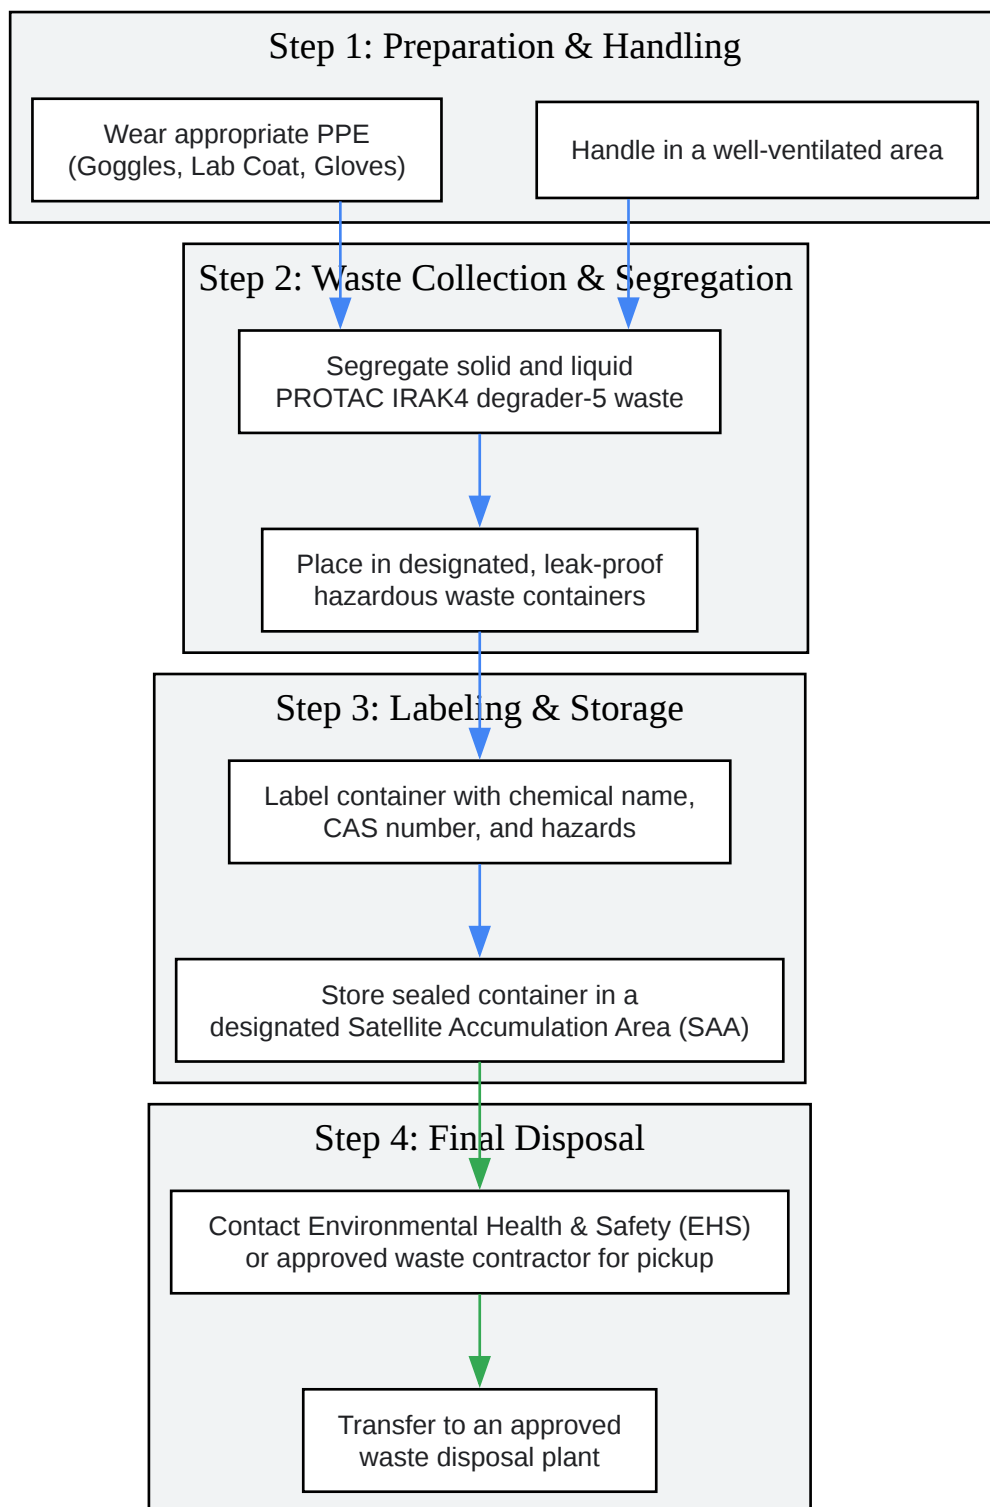 Step 1: Preparation & Handling
Wear appropriate PPE
(Goggles, Lab Coat, Gloves)
Handle in a well-ventilated area
Step 2: Waste Collection & Segregation
Segregate solid and liquid
PROTAC IRAK4 degrader-5 waste
Place in designated, leak-proof
hazardous waste containers
Step 3: Labeling & Storage
Label container with chemical name,
CAS number, and hazards
Store sealed container in a
designated Satellite Accumulation Area (SAA)
Step 4: Final Disposal
Contact Environmental Health & Safety (EHS)
or approved waste contractor for pickup
Transfer to an approved
waste disposal plant